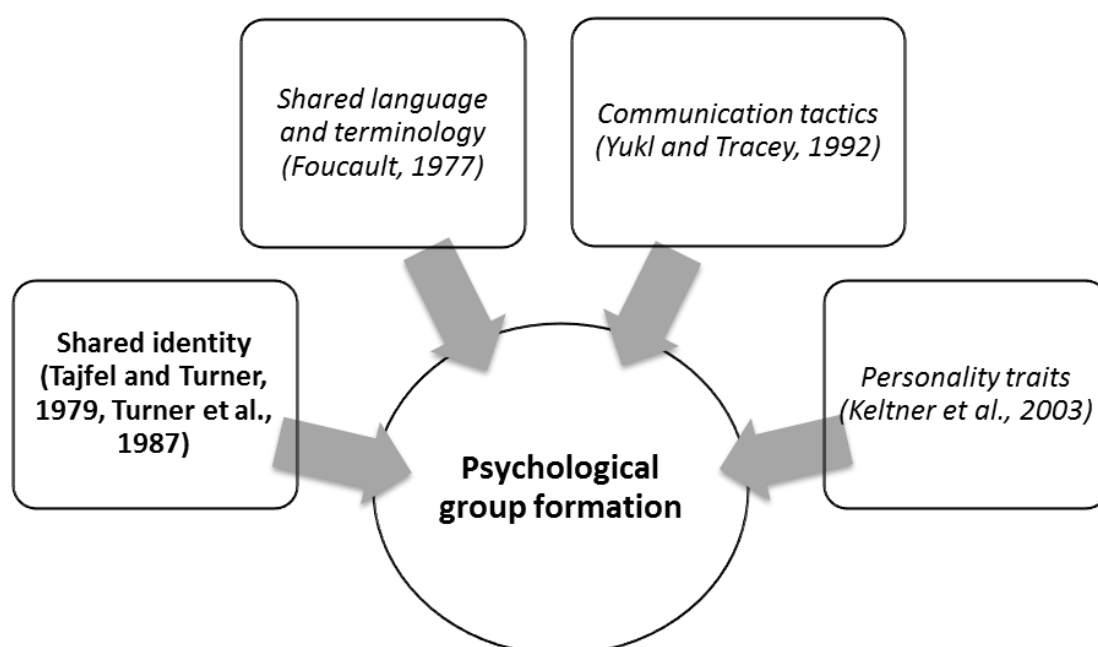 Shared language
and terminology
(Foucault, 1977)
Communication tactics
(Yukl and Tracey, 1992)
Shared identity
(Tajfel and Turner,
1979, Turner et al.,
1987)
Personality traits
(Keltner et al., 2003)
Psychological
group formation